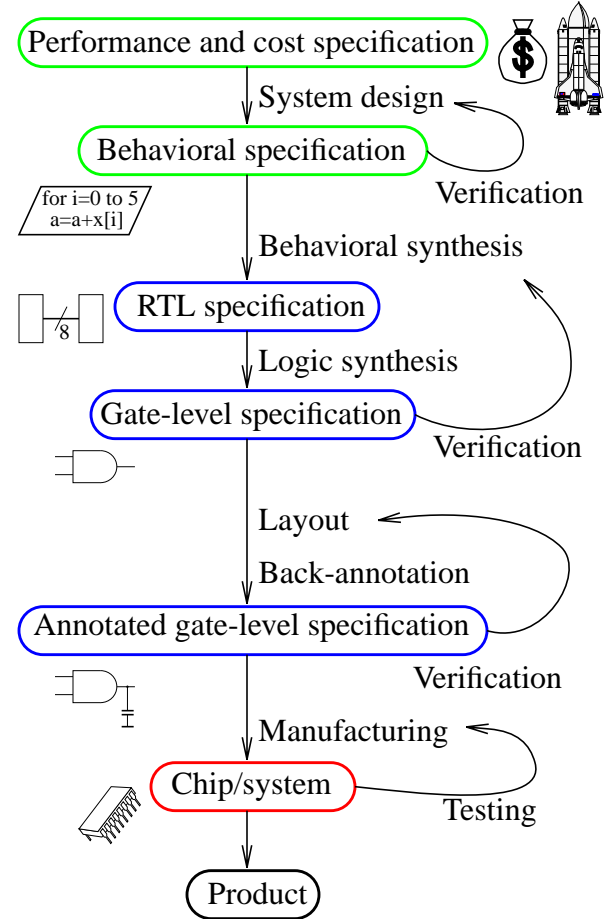 Performance and cost specification
$
System design
Behavioral specification
Verification
for i=0 to 5
a=a+x[i]
Behavioral synthesis
RTL specification
8
Logic synthesis
Gate-level specification
Verification
Layout
Back-annotation
Annotated gate-level specification
Verification
Manufacturing
Chip/system
Testing
Product